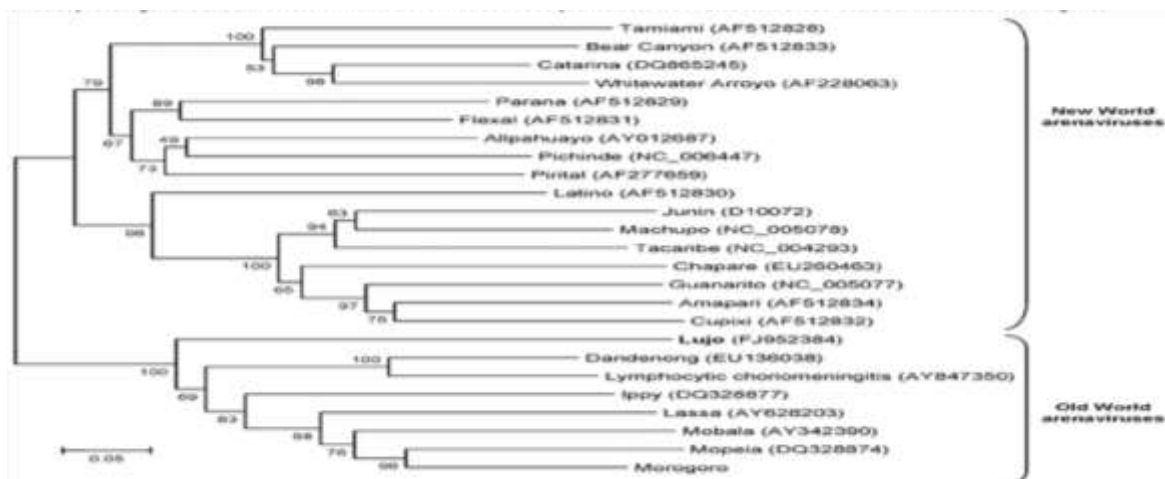 Tamiami (AF512828)
100
Bear Canyon (AF512833)
53
Catarina (DQ865245)
98
Whitewater Arroyo (AF228063)
79
Parana (AF512829)
89
Flexal (AF512831)
67
Allpahuayo (AY012687)
49
Pichinde (NC_006447)
73
Pirital (AF277659)
New World
arenaviruses
Latino (AF512830)
98
Junin (D10072)
83
Machupo (NC_005078)
94
Tacaribe (NC_004293)
100
Chapare (EU260463)
65
Guanarito (NC_005077)
97
Amapari (AF512834)
75
Cupixi (AF512832)
Lujo (FJ952384)
100
Dandenong (EU136038)
100
Lymphocytic choriomeningitis (AY847350)
69
Ippy (DQ328877)
83
Lassa (AY628203)
Old World
arenaviruses
Mobala (AY342390)
76
Mopeia (DQ328874)
96
Morogoro
0.05